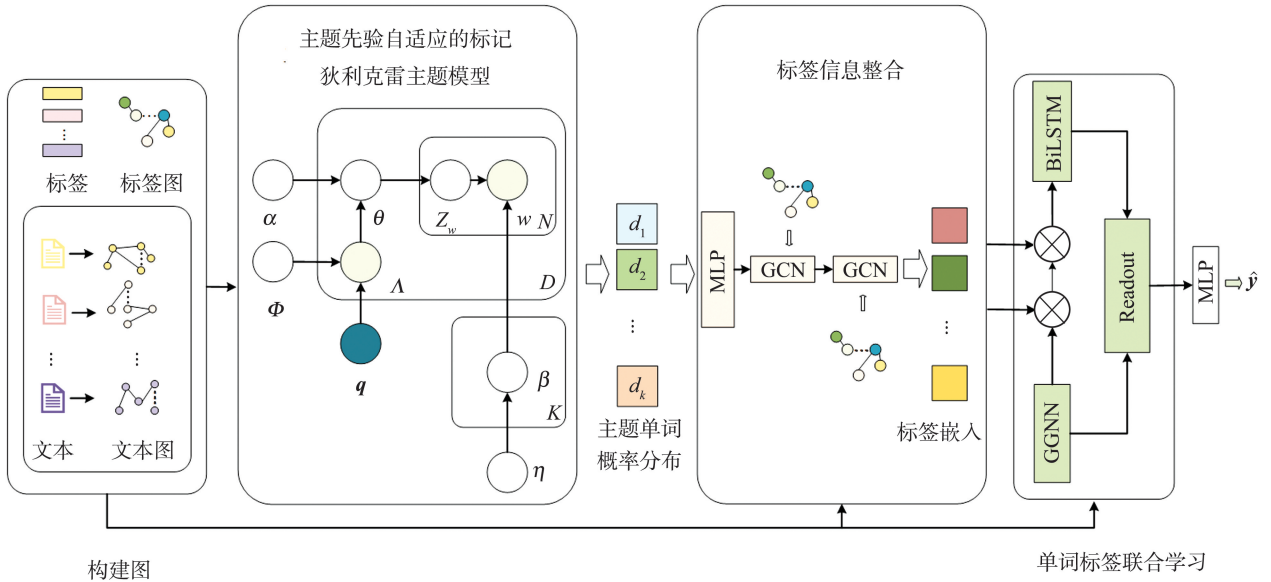 标签
标签图
文本
文本图
构建图
主题先验自适应的标记
狄利克雷主题模型
α
θ
Z_w
w
N
Φ
Λ
D
q
β
K
η
d_1
d_2
⋮
d_k
主题单词
概率分布
标签信息整合
MLP
GCN
GCN
标签嵌入
BiLSTM
GGNN
Readout
MLP
ŷ
单词标签联合学习